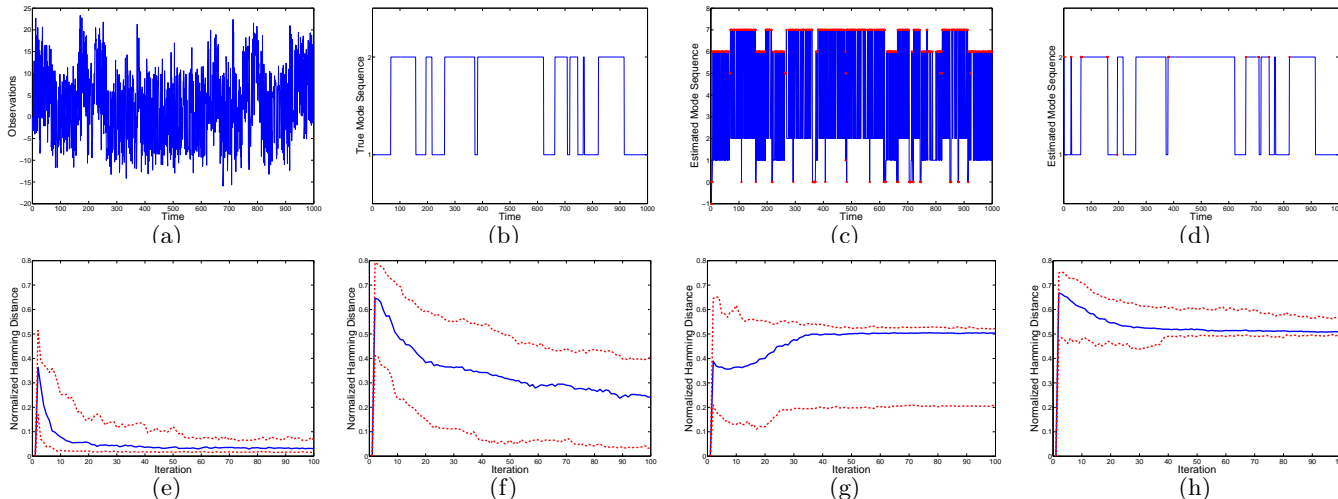 25
20
15
10
5
0
−5
−10
−15
−20
Observations
0 100 200 300 400 500 600 700 800 900 1000
Time
(a)
2
1
True Mode Sequence
0 100 200 300 400 500 600 700 800 900 1000
Time
(b)
8
7
6
5
4
3
2
1
0
−1
Estimated Mode Sequence
0 100 200 300 400 500 600 700 800 900 1000
Time
(c)
2
1
Estimated Mode Sequence
0 100 200 300 400 500 600 700 800 900 1000
Time
(d)
0.8
0.7
0.6
0.5
0.4
0.3
0.2
0.1
0
Normalized Hamming Distance
0 10 20 30 40 50 60 70 80 90 100
Iteration
(e)
0.8
0.7
0.6
0.5
0.4
0.3
0.2
0.1
0
Normalized Hamming Distance
0 10 20 30 40 50 60 70 80 90 100
Iteration
(f)
0.8
0.7
0.6
0.5
0.4
0.3
0.2
0.1
0
Normalized Hamming Distance
0 10 20 30 40 50 60 70 80 90 100
Iteration
(g)
0.8
0.7
0.6
0.5
0.4
0.3
0.2
0.1
0
Normalized Hamming Distance
0 10 20 30 40 50 60 70 80 90 100
Iteration
(h)